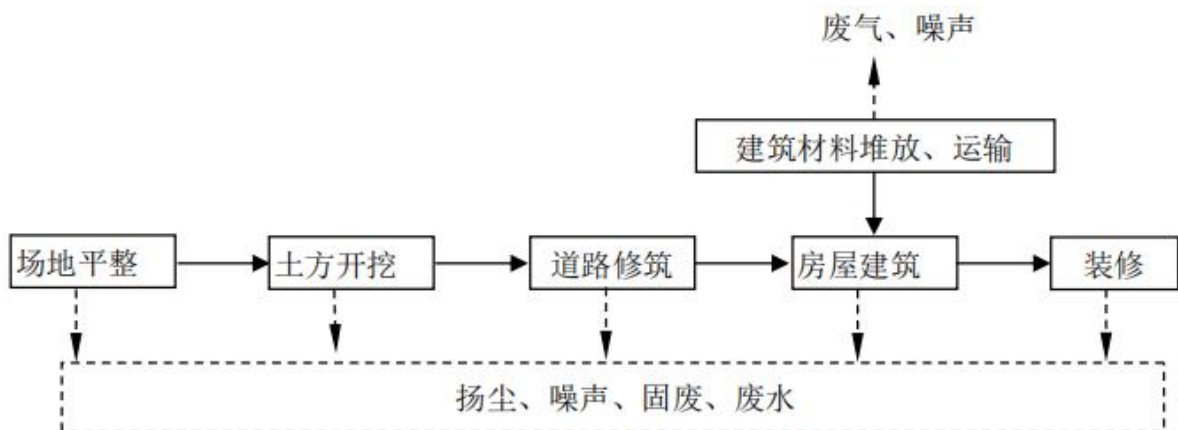 废气、噪声
建筑材料堆放、运输
场地平整
土方开挖
道路修筑
房屋建筑
装修
扬尘、噪声、固废、废水